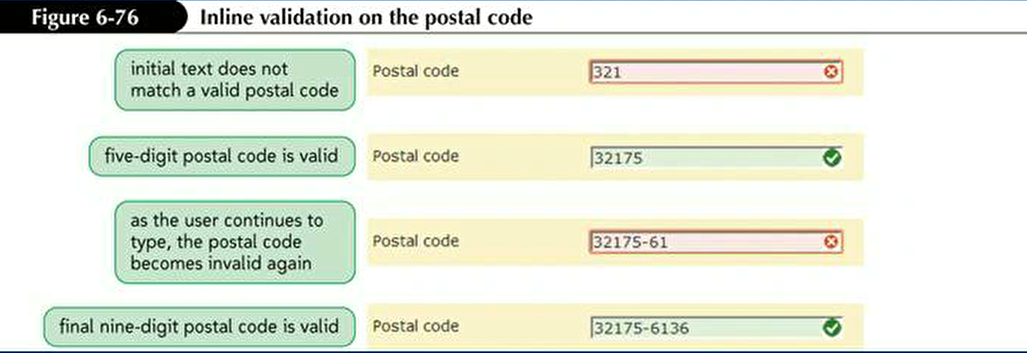 Figure 6-76 Inline validation on the postal code
initial text does not
match a valid postal code
Postal code 321
five-digit postal code is valid
Postal code 32175
as the user continues to
type, the postal code
becomes invalid again
Postal code 32175-61
final nine-digit postal code is valid
Postal code 32175-6136